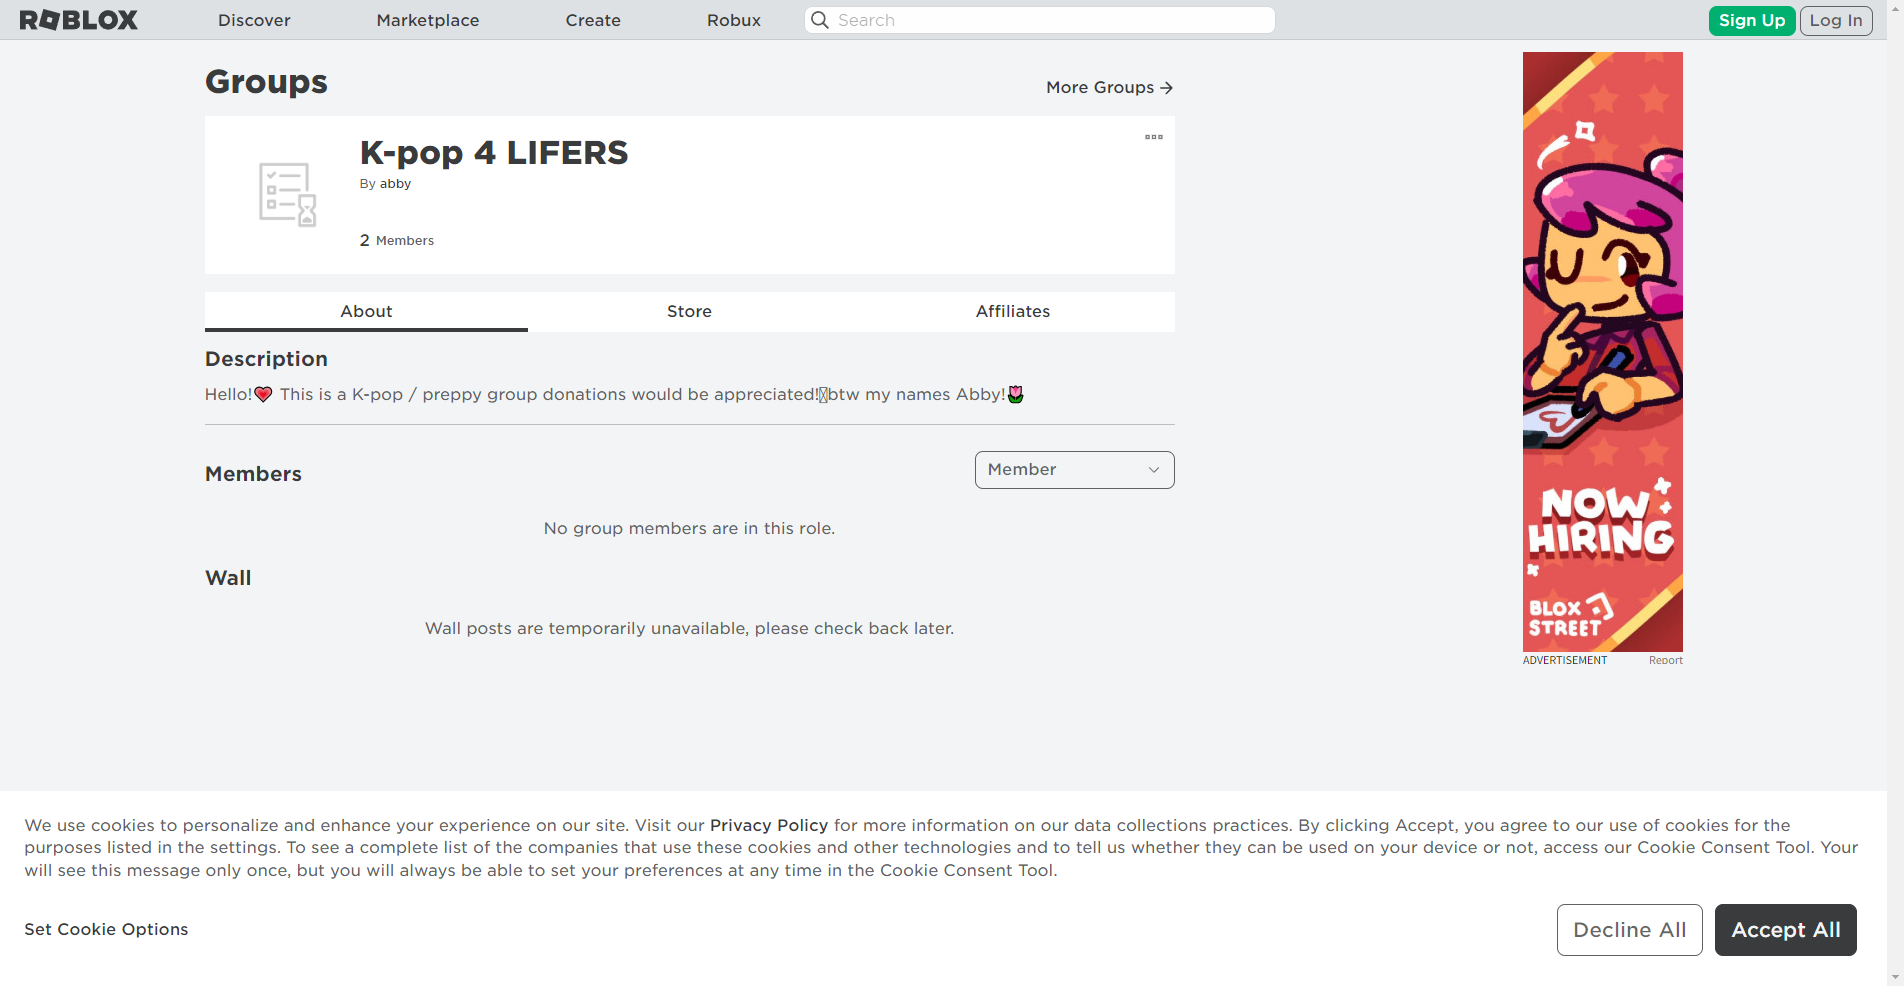 ROBLOX
Discover
Marketplace
Create
Robux
Search
Sign Up
Log In
Groups
More Groups
K-pop 4 LIFERS
By abby
2 Members
About
Store
Affiliates
Description
Hello!💗 This is a K-pop / preppy group donations would be appreciated!btw my names Abby!🌷
Members
Member
No group members are in this role.
Wall
Wall posts are temporarily unavailable, please check back later.
NOW
HIRING
BLOX
STREET
ADVERTISEMENT
Report
We use cookies to personalize and enhance your experience on our site. Visit our Privacy Policy for more information on our data collections practices. By clicking Accept, you agree to our use of cookies for the
purposes listed in the settings. To see a complete list of the companies that use these cookies and other technologies and to tell us whether they can be used on your device or not, access our Cookie Consent Tool. Your
will see this message only once, but you will always be able to set your preferences at any time in the Cookie Consent Tool.
Set Cookie Options
Decline All
Accept All